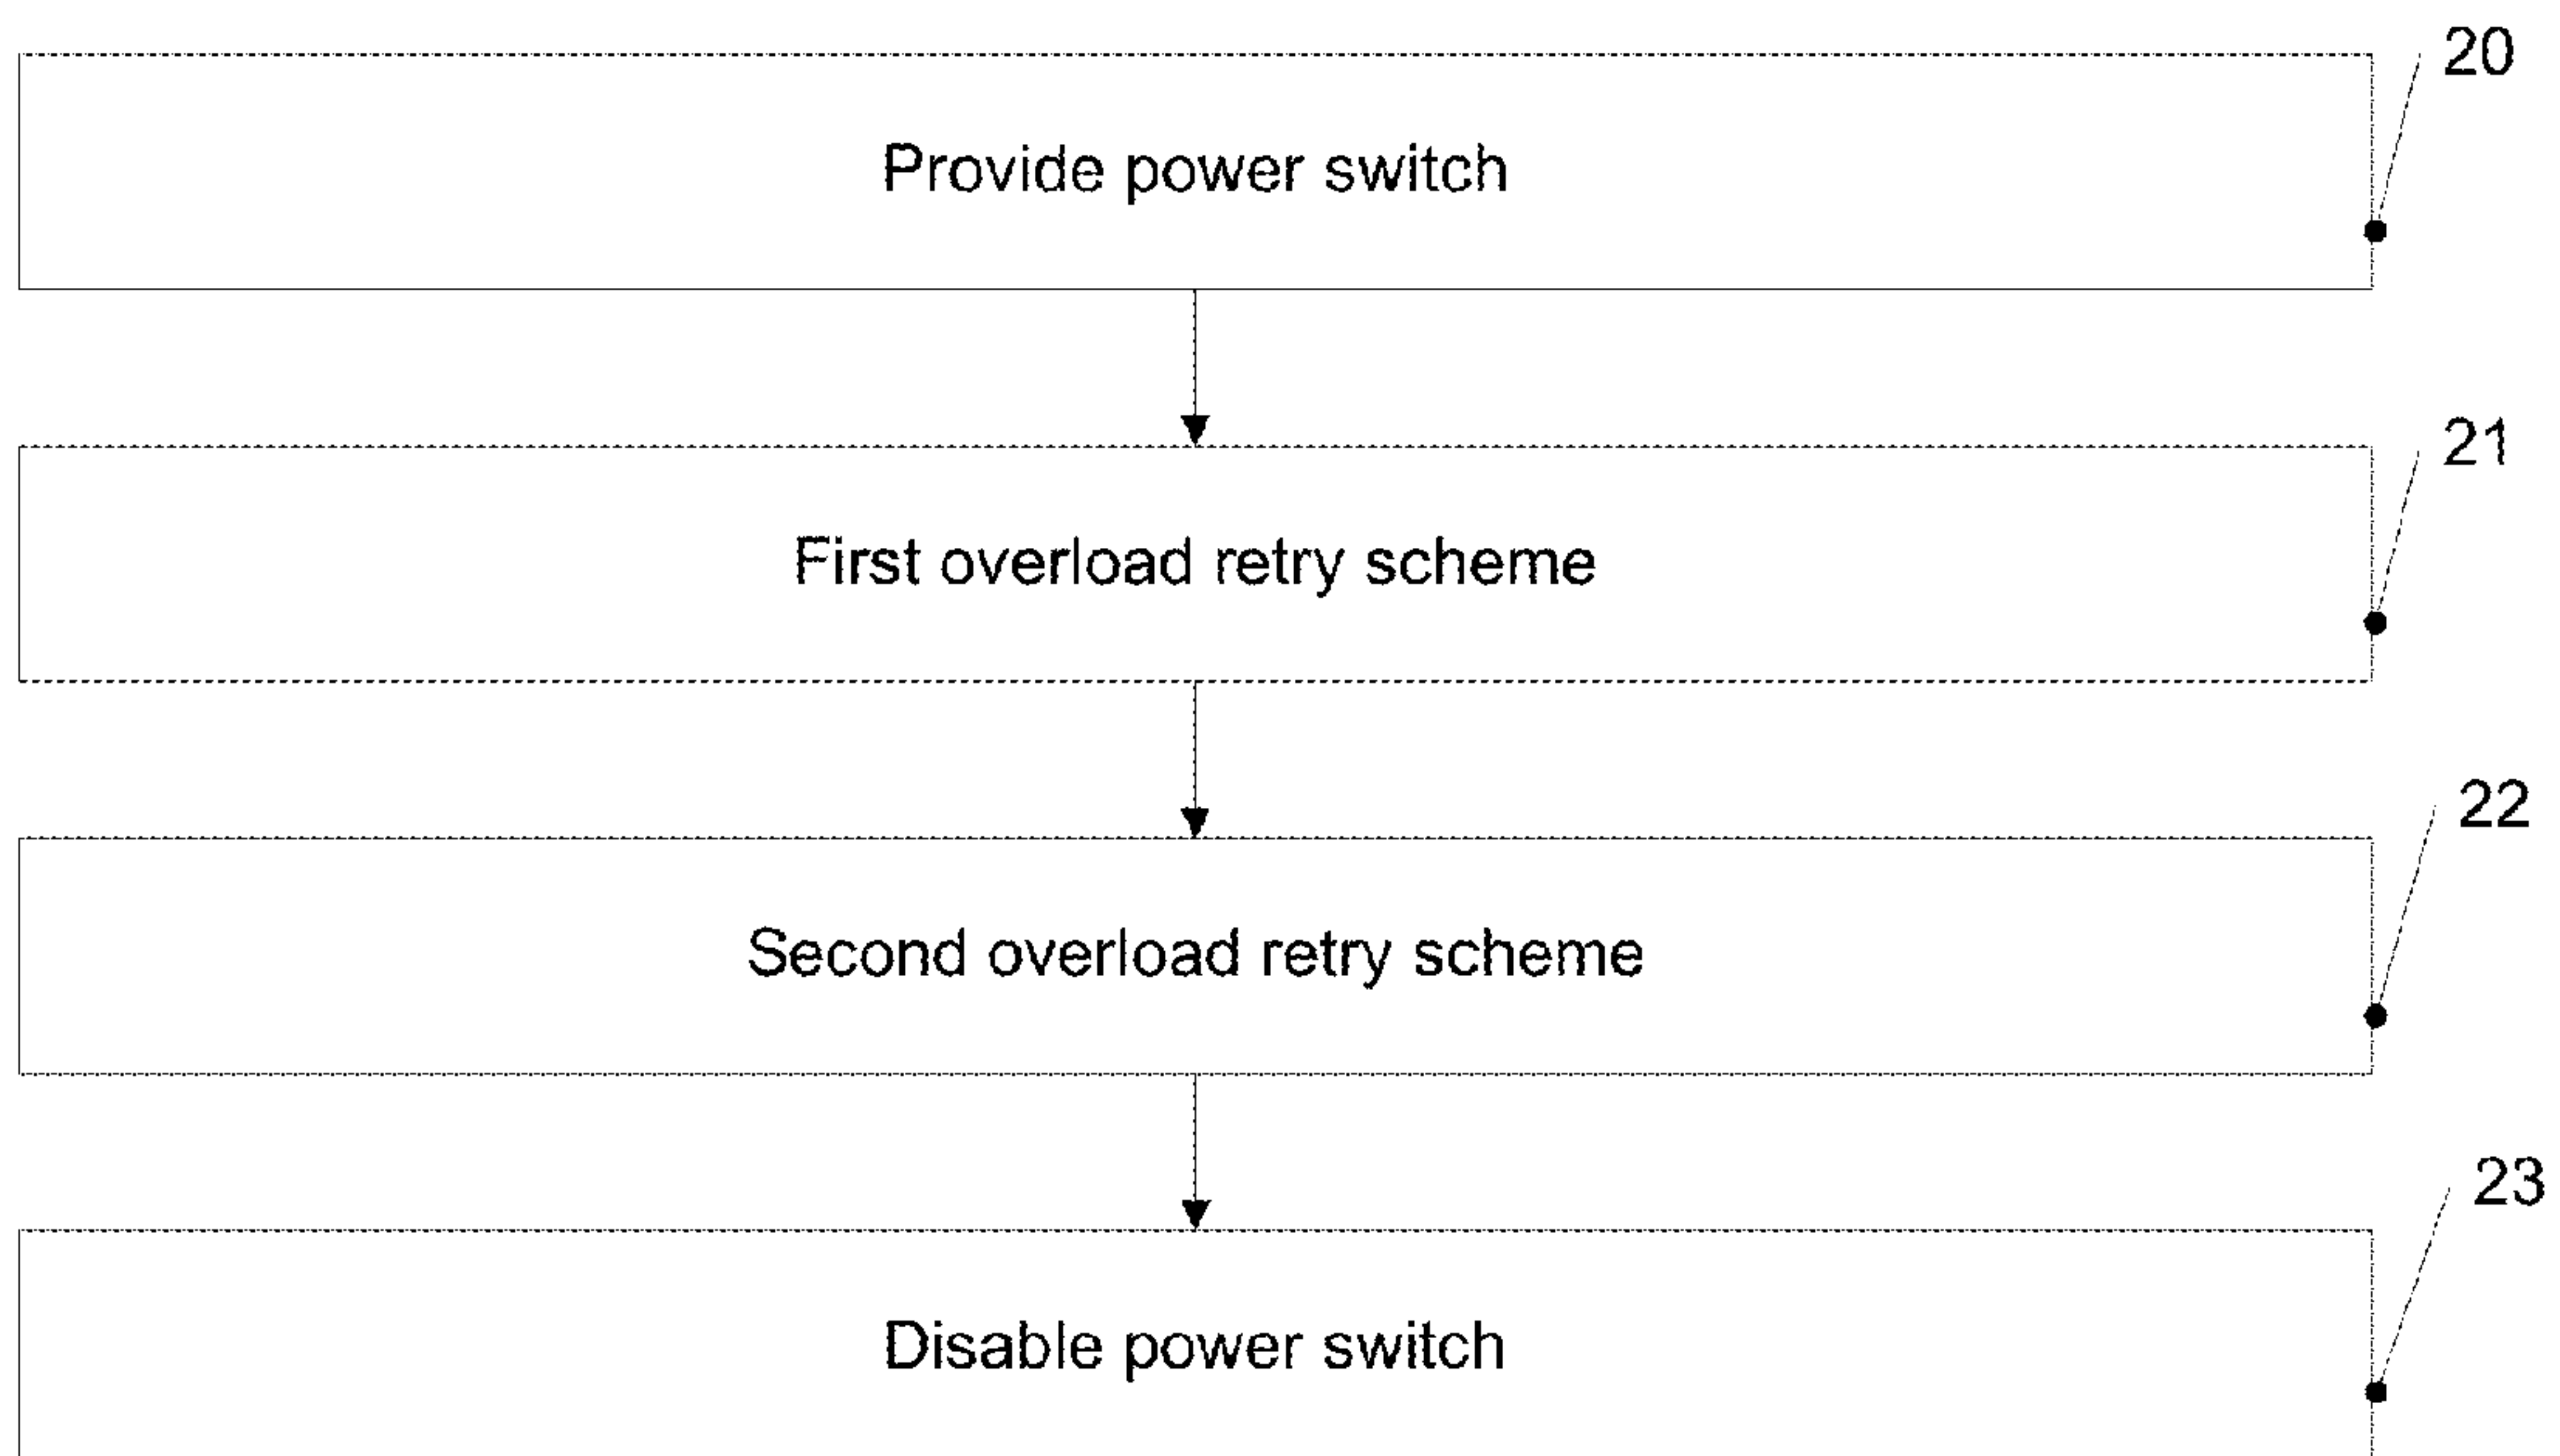 20
Provide power switch
21
First overload retry scheme
22
Second overload retry scheme
23
Disable power switch